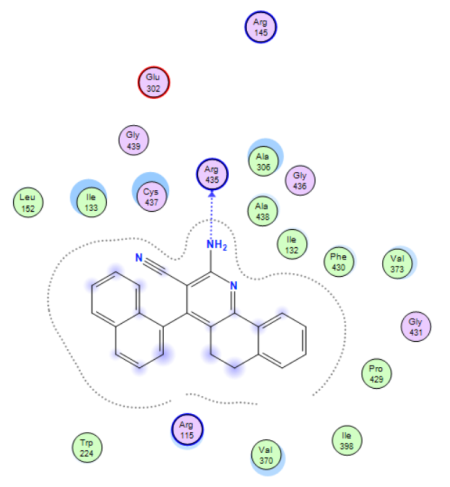 Arg
145
Glu
302
Gly
439
Ala
306
Arg
435
Gly
436
Cys
437
Ile
133
Leu
152
Ala
438
Ile
132
Phe
430
Val
373
NH2
N
N
Gly
431
Pro
429
Arg
115
Ile
398
Trp
224
Val
370